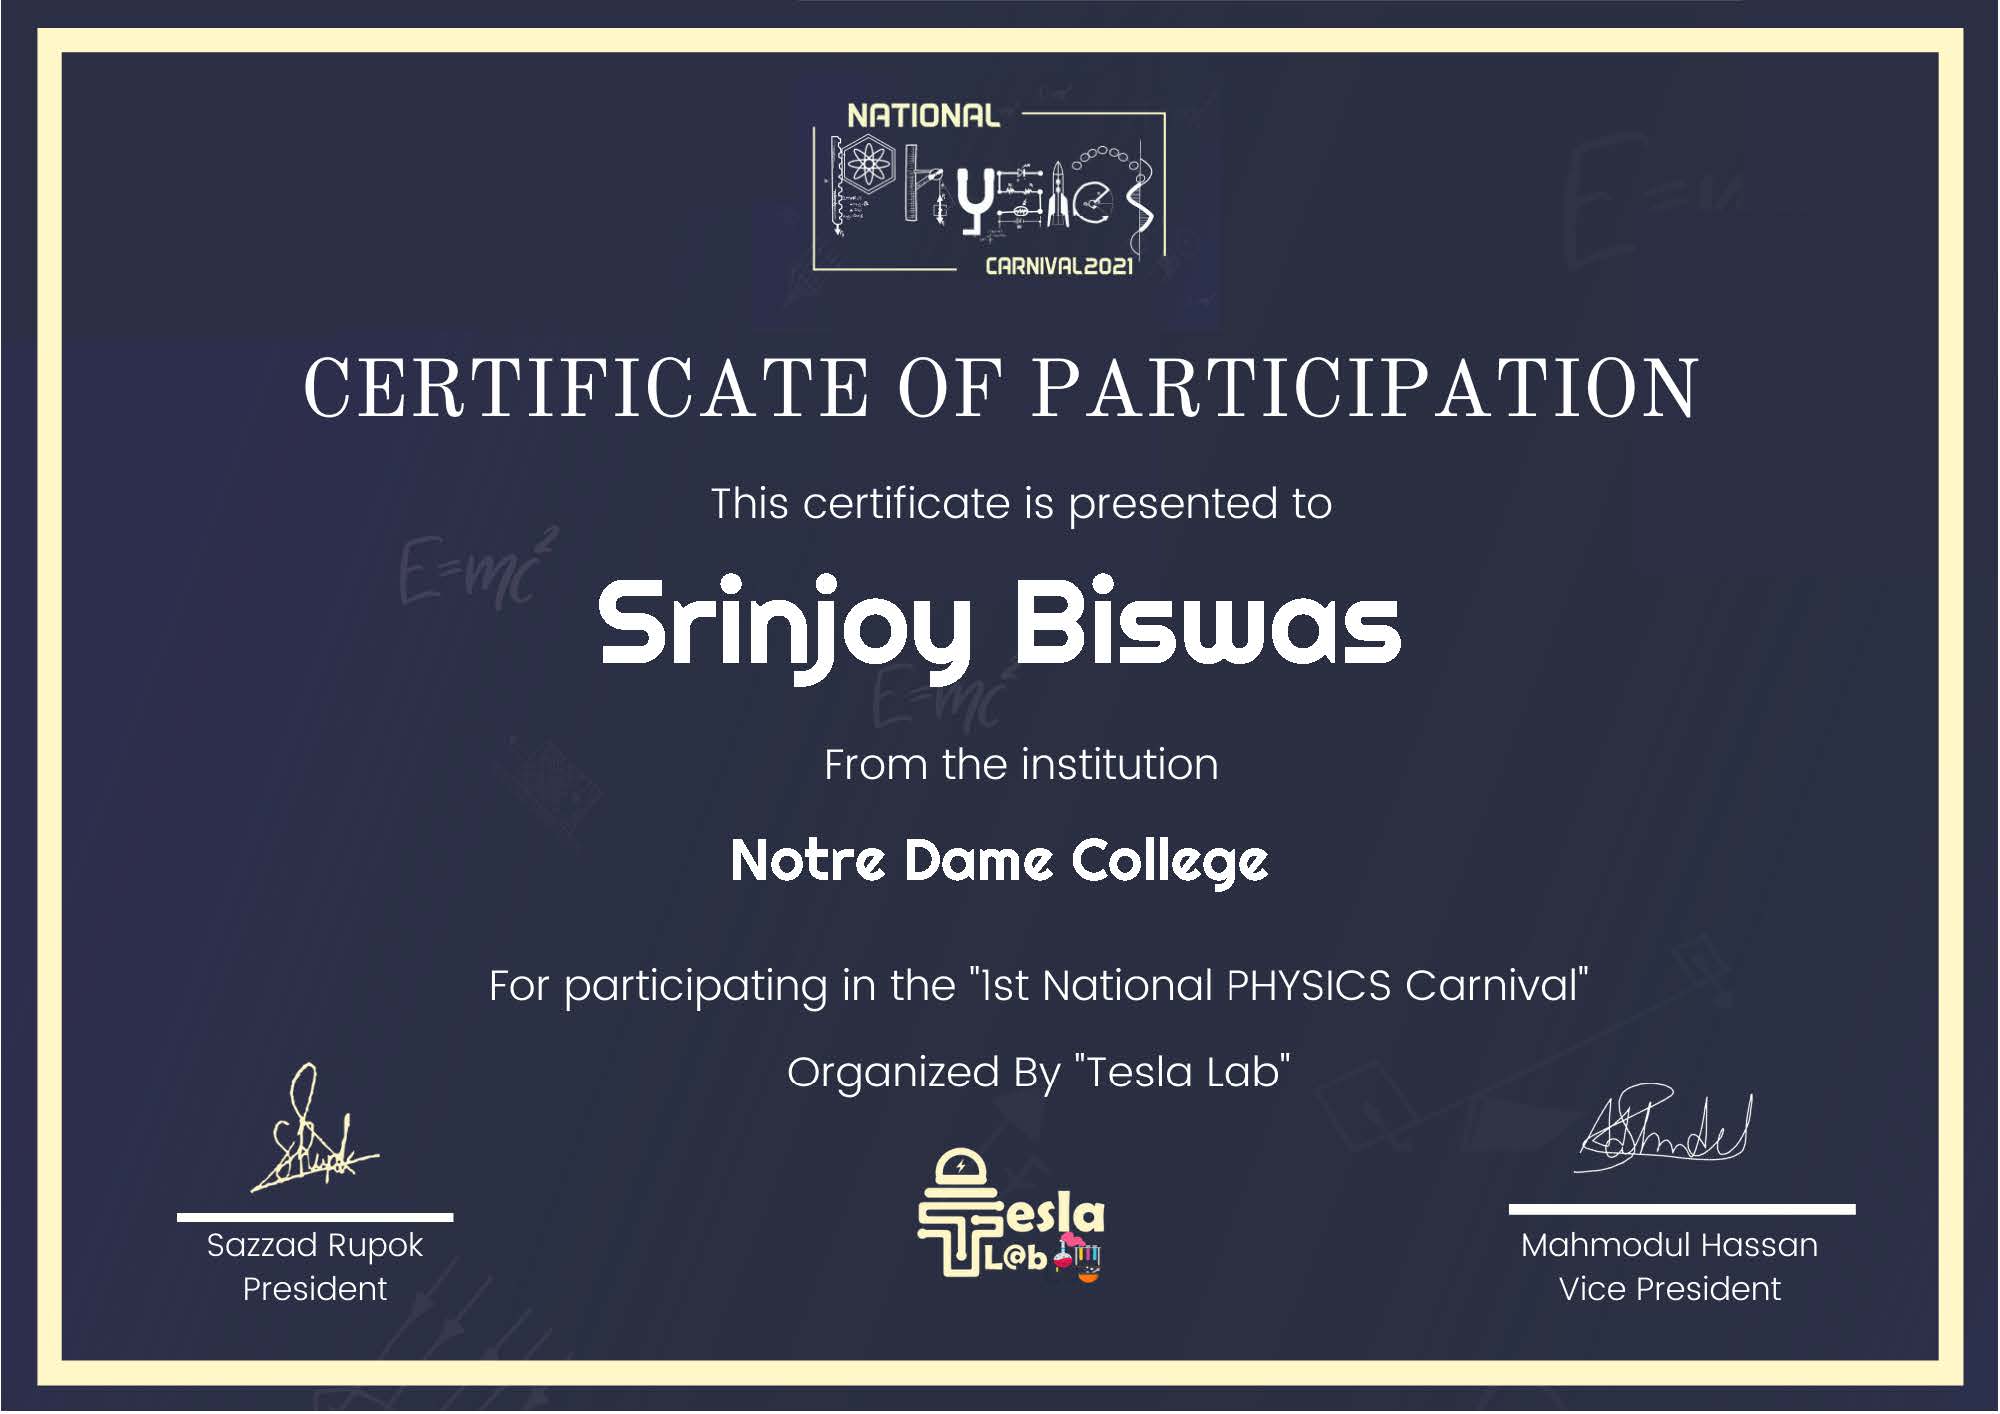 NATIONAL
Physics
CARNIVAL2021
CERTIFICATE OF PARTICIPATION
This certificate is presented to
E=mc²
Srinjoy Biswas
E=mc²
From the institution
Notre Dame College
For participating in the "1st National PHYSICS Carnival"
Organized By "Tesla Lab"
Tesla
L@b
Sazzad Rupok
President
Mahmodul Hassan
Vice President